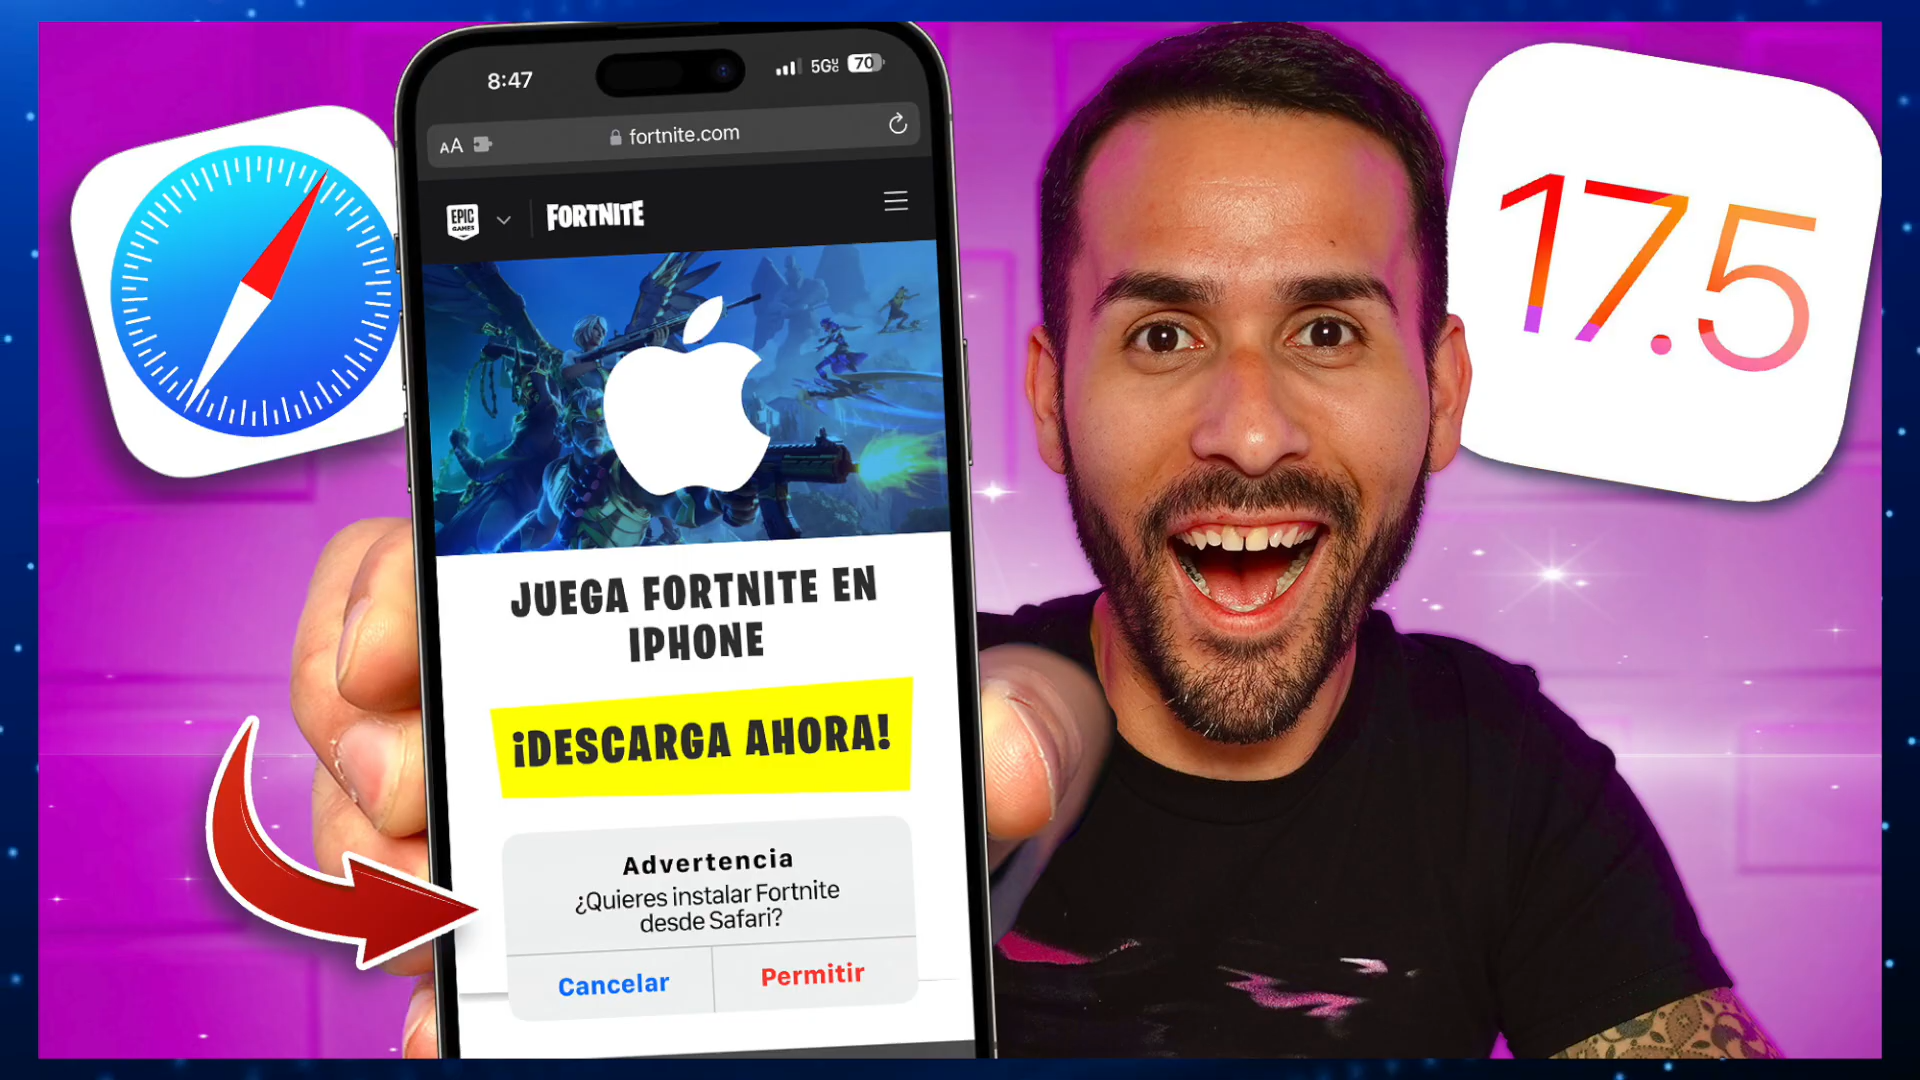 8:47
5GUC 70
AA fortnite.com
EPIC GAMES FORTNITE
JUEGA FORTNITE EN
IPHONE
¡DESCARGA AHORA!
Advertencia
¿Quieres instalar Fortnite
desde Safari?
Cancelar Permitir
17.5